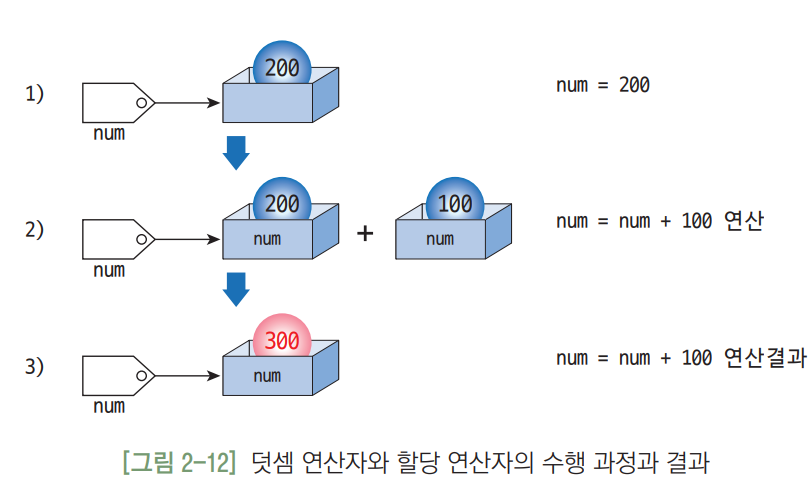 1) num 200 num = 200
2) num 200 num + 100 num num = num + 100 연산
3) num 300 num num = num + 100 연산결과
[그림 2-12] 덧셈 연산자와 할당 연산자의 수행 과정과 결과